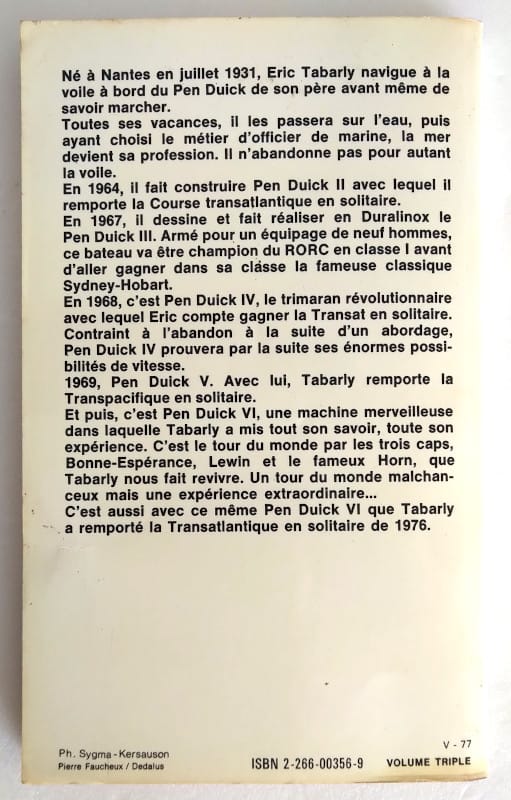 Né à Nantes en juillet 1931, Eric Tabarly navigue à la
voile à bord du Pen Duick de son père avant même de
savoir marcher.
Toutes ses vacances, il les passera sur l'eau, puis
ayant choisi le métier d'officier de marine, la mer
devient sa profession. Il n'abandonne pas pour autant
la voile.
En 1964, il fait construire Pen Duick II avec lequel il
remporte la Course transatlantique en solitaire.
En 1967, il dessine et fait réaliser en Duralinox le
Pen Duick III. Armé pour un équipage de neuf hommes,
ce bateau va être champion du RORC en classe I avant
d'aller gagner dans sa classe la fameuse classique
Sydney-Hobart.
En 1968, c'est Pen Duick IV, le trimaran révolutionnaire
avec lequel Eric compte gagner la Transat en solitaire.
Contraint à l'abandon à la suite d'un abordage,
Pen Duick IV prouvera par la suite ses énormes possi-
bilités de vitesse.
1969, Pen Duick V. Avec lui, Tabarly remporte la
Transpacifique en solitaire.
Et puis, c'est Pen Duick VI, une machine merveilleuse
dans laquelle Tabarly a mis tout son savoir, toute son
expérience. C'est le tour du monde par les trois caps,
Bonne-Espérance, Lewin et le fameux Horn, que
Tabarly nous fait revivre. Un tour du monde malchan-
ceux mais une expérience extraordinaire...
C'est aussi avec ce même Pen Duick VI que Tabarly
a remporté la Transatlantique en solitaire de 1976.
Ph. Sygma-Kersauson
Pierre Faucheux / Dedalus
ISBN 2-266-00356-9
V - 77
VOLUME TRIPLE